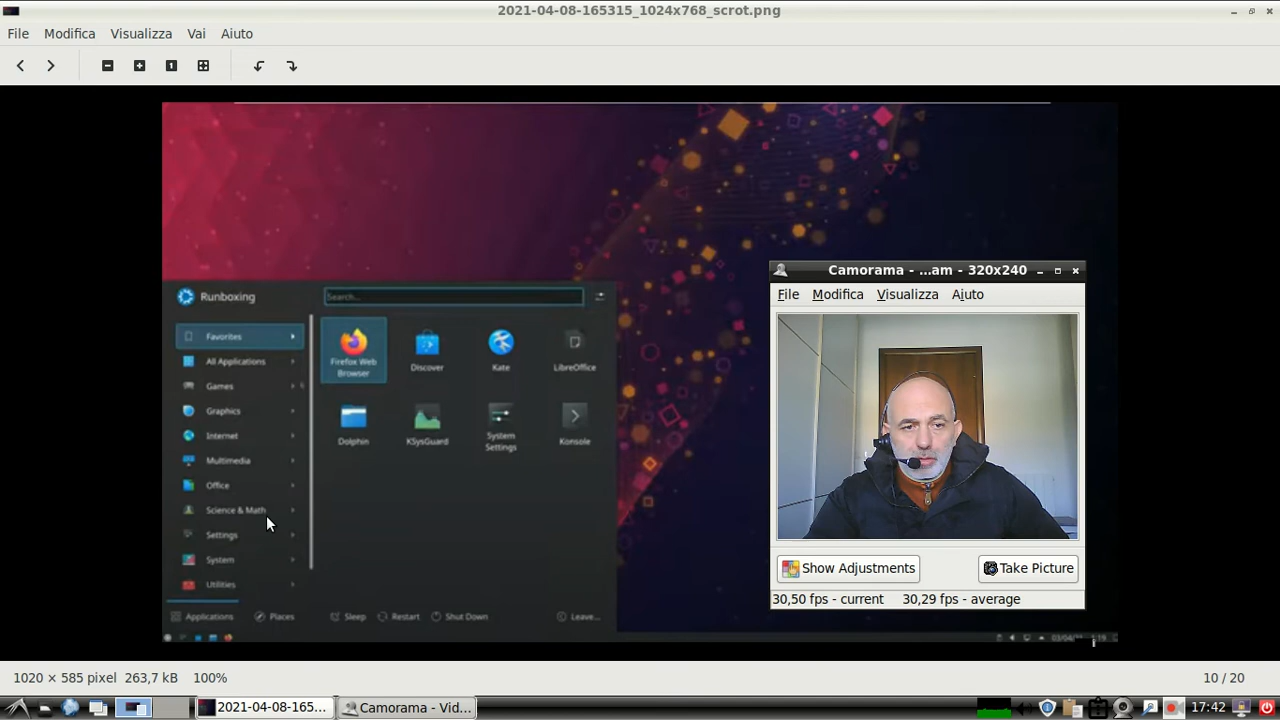 2021-04-08-165315_1024x768_scrot.png
File Modifica Visualizza Vai Aiuto
Runboxing
Search...
Favorites
All Applications
Games
Graphics
Internet
Multimedia
Office
Science & Math
Settings
System
Utilities
Firefox Web Browser
Discover
Kate
LibreOffice
Dolphin
KSysGuard
System Settings
Konsole
Applications Places Sleep Restart Shut Down Leave...
Camorama - ...am - 320x240
File Modifica Visualizza Aiuto
Show Adjustments Take Picture
30,50 fps - current 30,29 fps - average
1020 × 585 pixel 263,7 kB 100% 10 / 20
2021-04-08-165... Camorama - Vid... 17:42